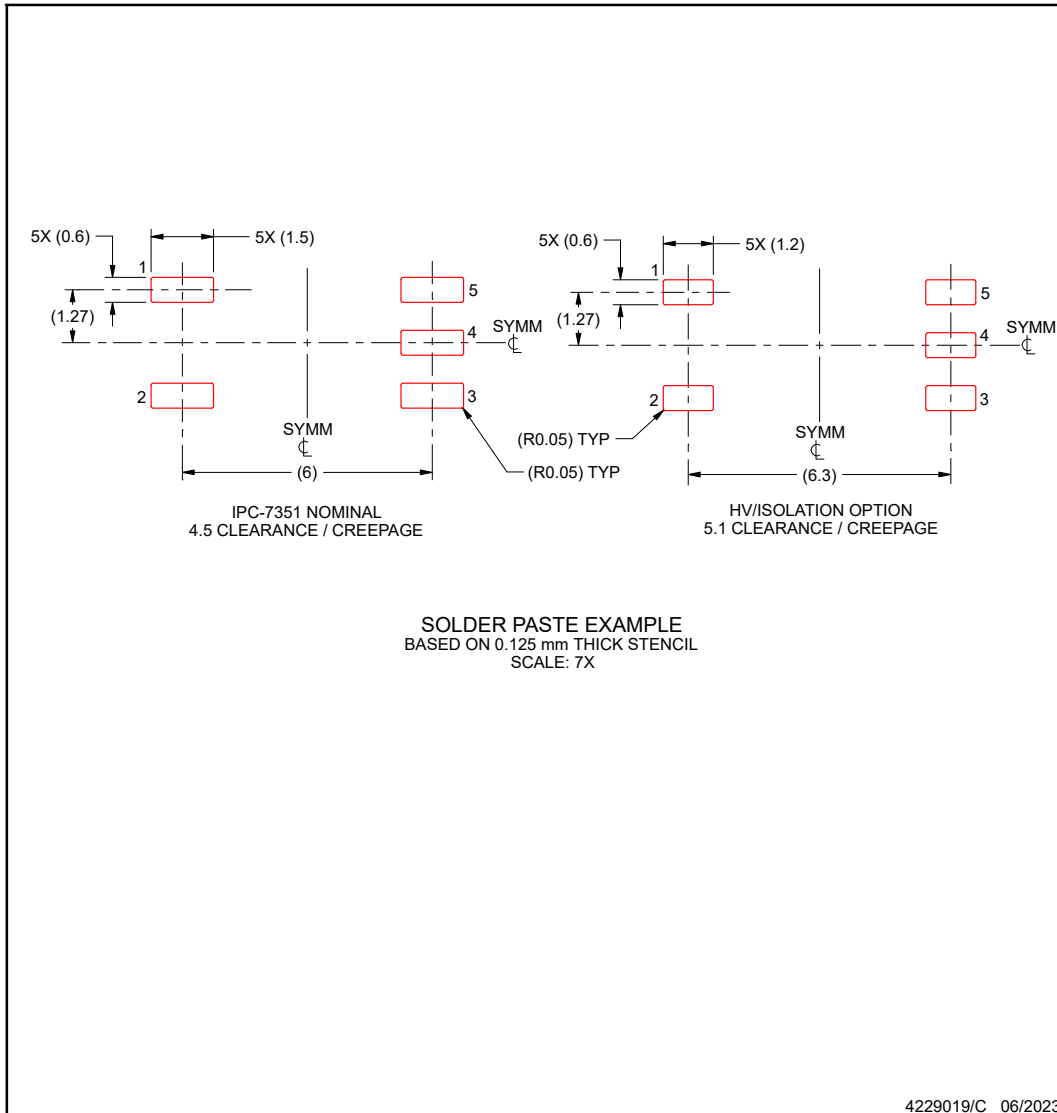 5X (0.6)
5X (1.5)
1
(1.27)
2
5
4
3
SYMM
℄
SYMM
℄
(R0.05) TYP
(6)
IPC-7351 NOMINAL
4.5 CLEARANCE / CREEPAGE
5X (0.6)
5X (1.2)
1
(1.27)
2
5
4
3
SYMM
℄
SYMM
℄
(R0.05) TYP
(6.3)
HV/ISOLATION OPTION
5.1 CLEARANCE / CREEPAGE
SOLDER PASTE EXAMPLE
BASED ON 0.125 mm THICK STENCIL
SCALE: 7X
4229019/C 06/2023